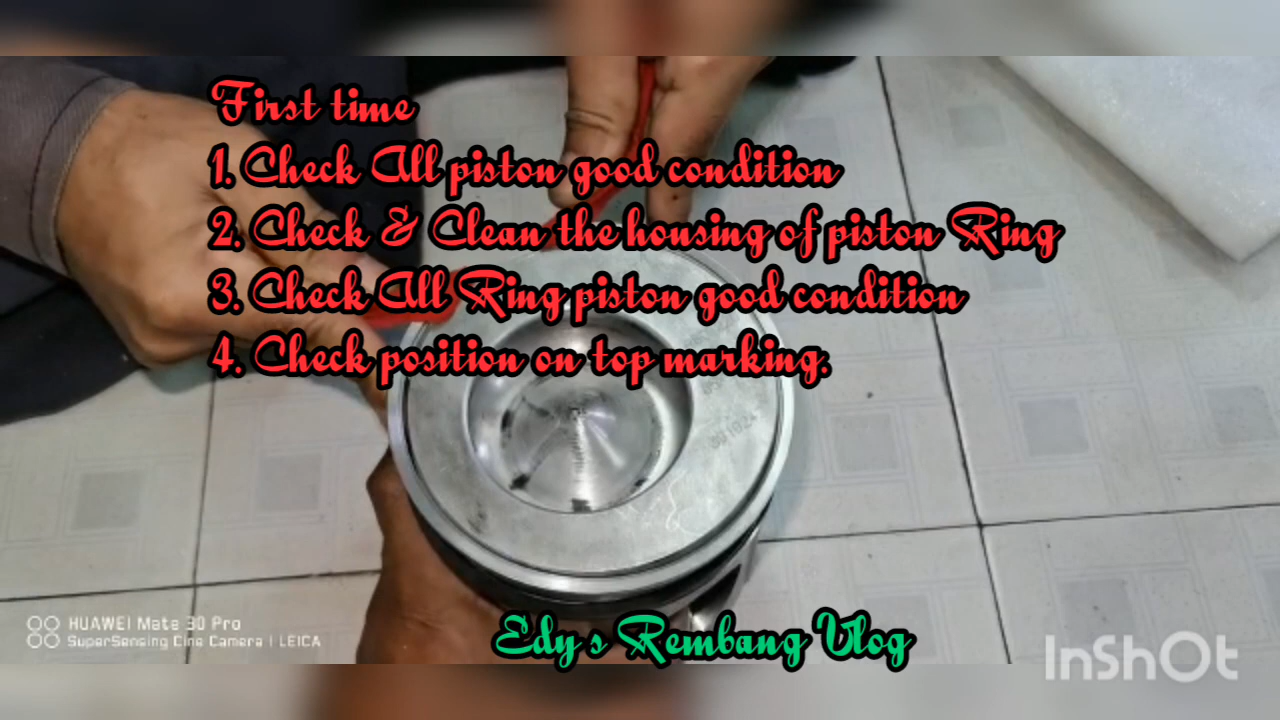 First time
1. Check All piston good condition
2. Check & Clean the housing of piston Ring
3. Check All Ring piston good condition
4. Check position on top marking.
Edy's Rembang Vlog
HUAWEI Mate 30 Pro
SuperSensing Cine Camera | LEICA
InShOt